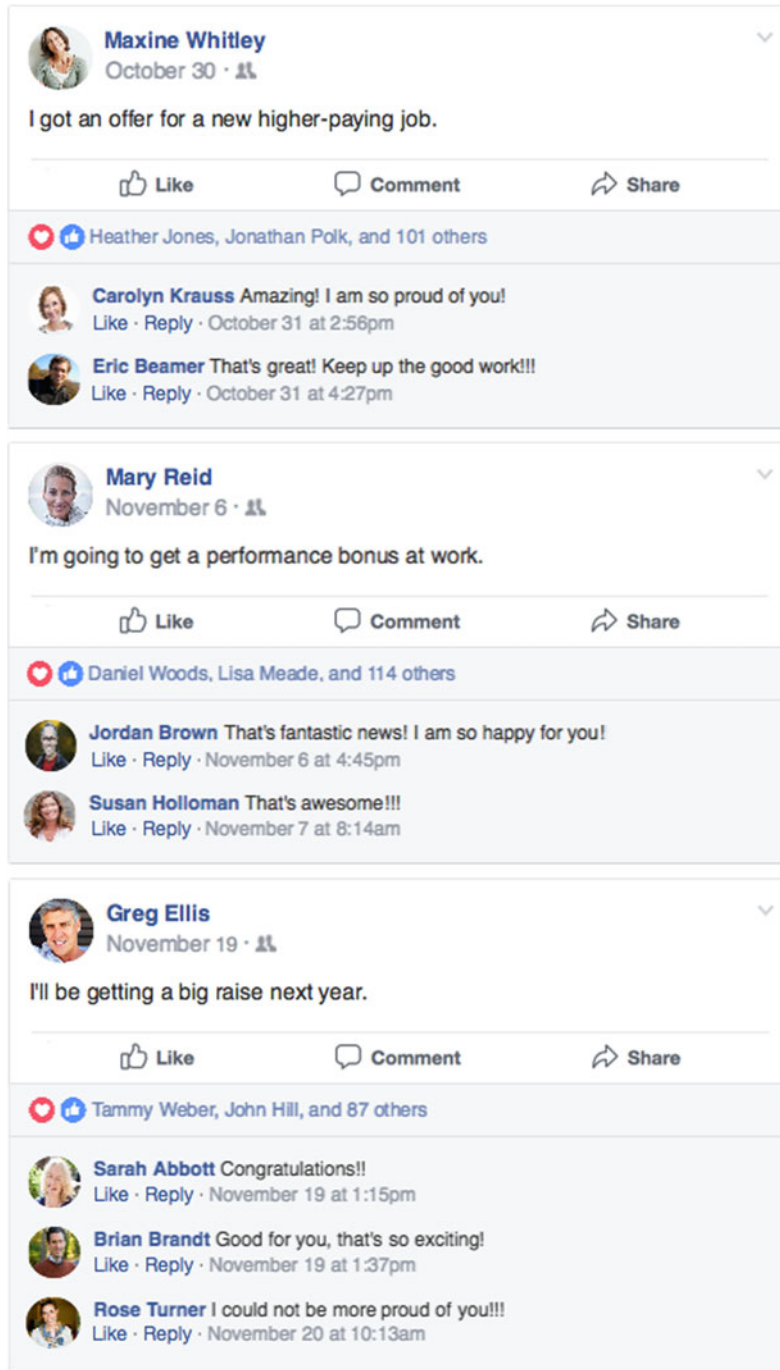 Maxine Whitley
October 30 ·
I got an offer for a new higher-paying job.
Like Comment Share
Heather Jones, Jonathan Polk, and 101 others
Carolyn Krauss Amazing! I am so proud of you!
Like · Reply · October 31 at 2:56pm
Eric Beamer That's great! Keep up the good work!!!
Like · Reply · October 31 at 4:27pm
Mary Reid
November 6 ·
I'm going to get a performance bonus at work.
Like Comment Share
Daniel Woods, Lisa Meade, and 114 others
Jordan Brown That's fantastic news! I am so happy for you!
Like · Reply · November 6 at 4:45pm
Susan Holloman That's awesome!!!
Like · Reply · November 7 at 8:14am
Greg Ellis
November 19 ·
I'll be getting a big raise next year.
Like Comment Share
Tammy Weber, John Hill, and 87 others
Sarah Abbott Congratulations!!
Like · Reply · November 19 at 1:15pm
Brian Brandt Good for you, that's so exciting!
Like · Reply · November 19 at 1:37pm
Rose Turner I could not be more proud of you!!!
Like · Reply · November 20 at 10:13am